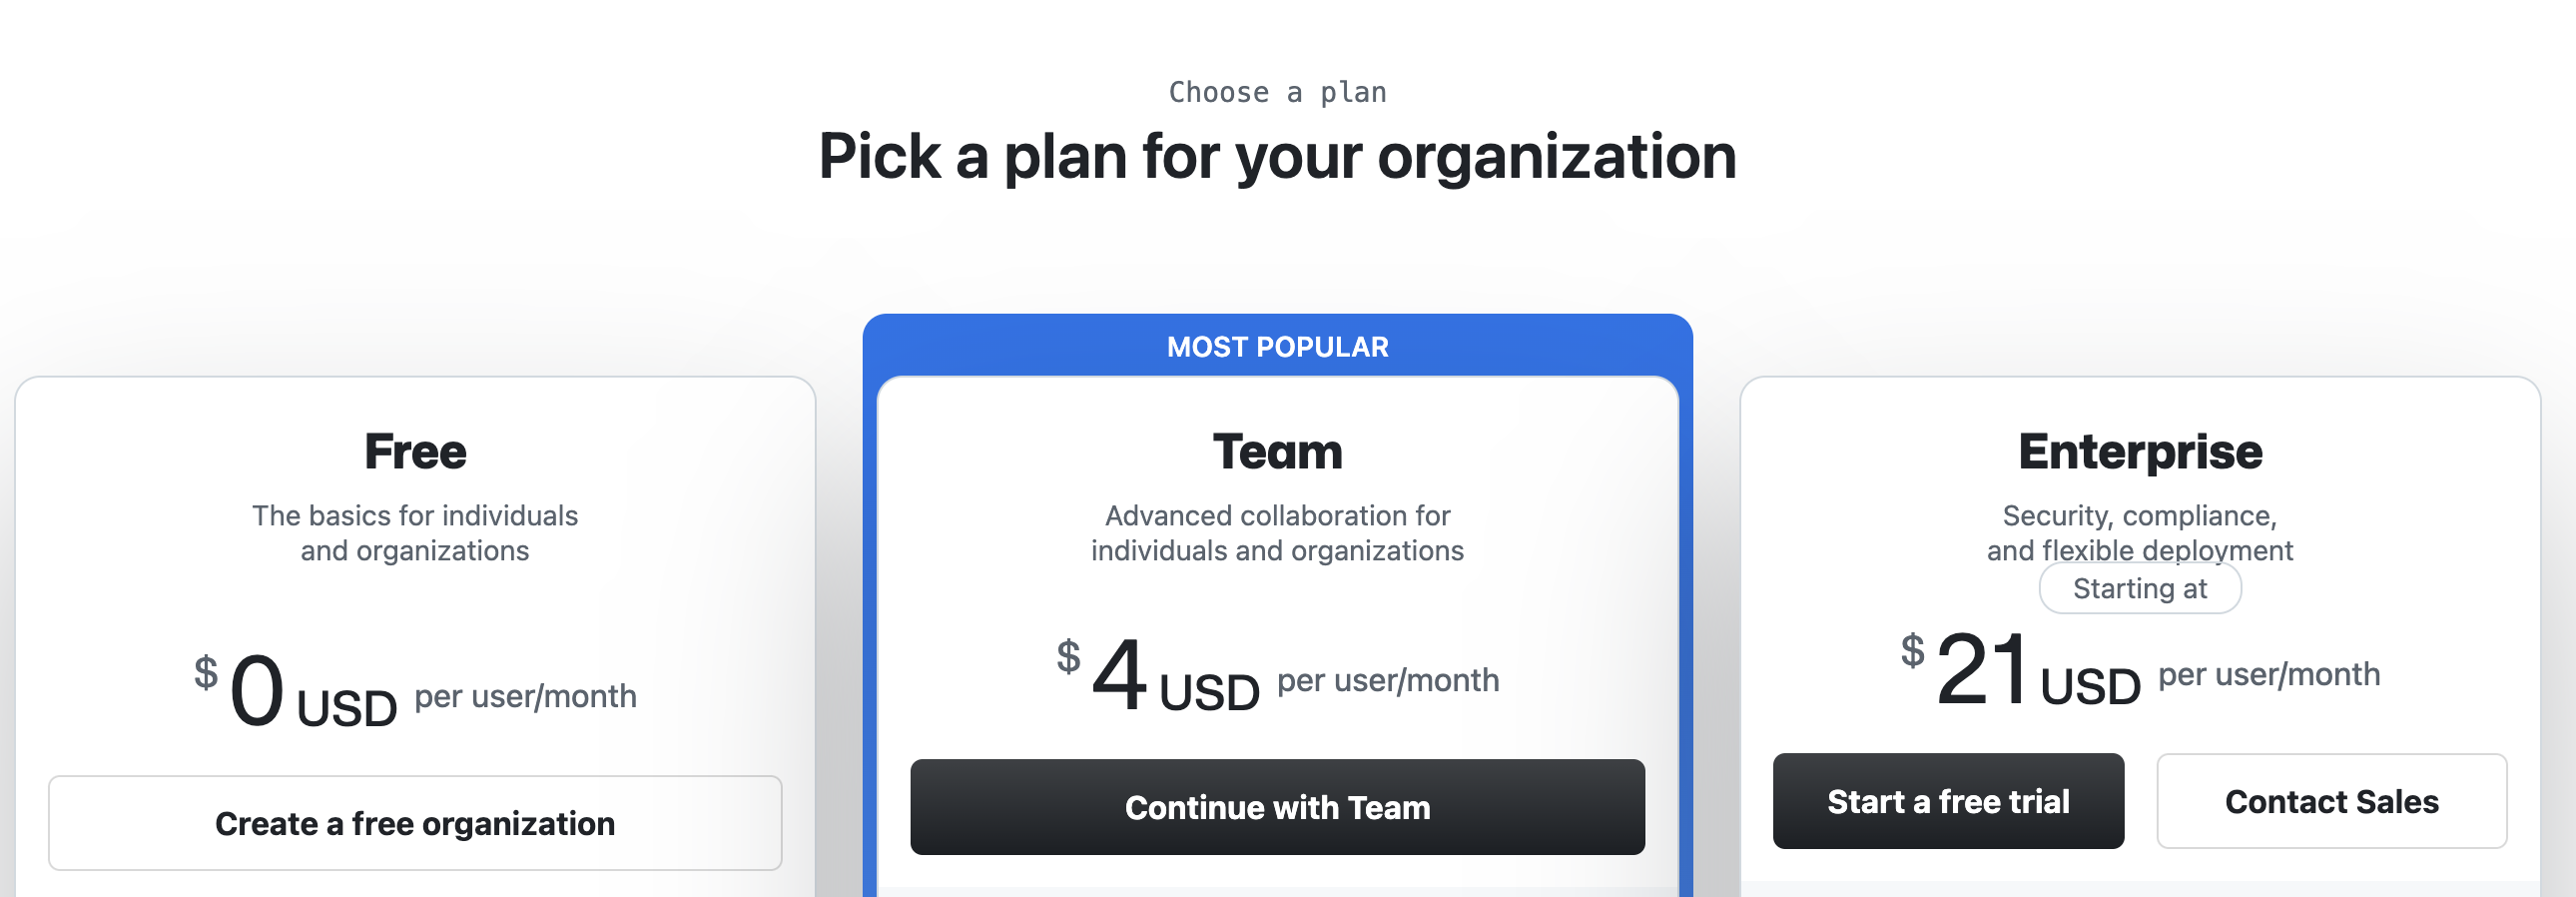 Choose a plan
Pick a plan for your organization
MOST POPULAR
Free
The basics for individuals
and organizations
$0 USD per user/month
Create a free organization
Team
Advanced collaboration for
individuals and organizations
$4 USD per user/month
Continue with Team
Enterprise
Security, compliance,
and flexible deployment
Starting at
$21 USD per user/month
Start a free trial
Contact Sales